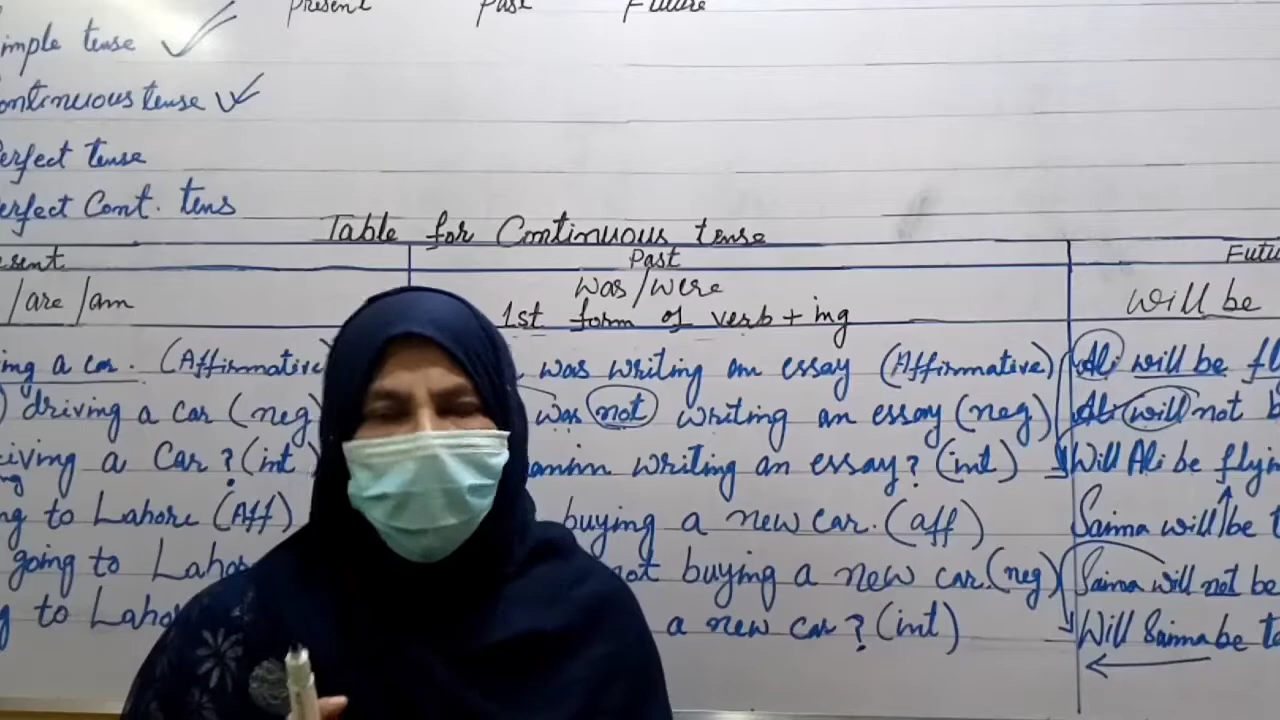 Present Past Future
imple tense
ontinuous tense
erfect tense
erfect Cont. tens
Table for Continuous tense
esent Past Futu
/are /am was/were will be
1st form of verb + ing
ing a car. (Affirmative was writing an essay (Affirmative) Ali will be fl
driving a car (neg) was not writing an essay (neg) Ali will not b
iving a Car? (int) writing an essay? (int) Will Ali be flyin
ng to Lahore (Aff) buying a new car. (aff) Saima will be t
going to Lahor not buying a new car. (neg) Saima will not be
g to Laho a new car? (int) Will Saima be to